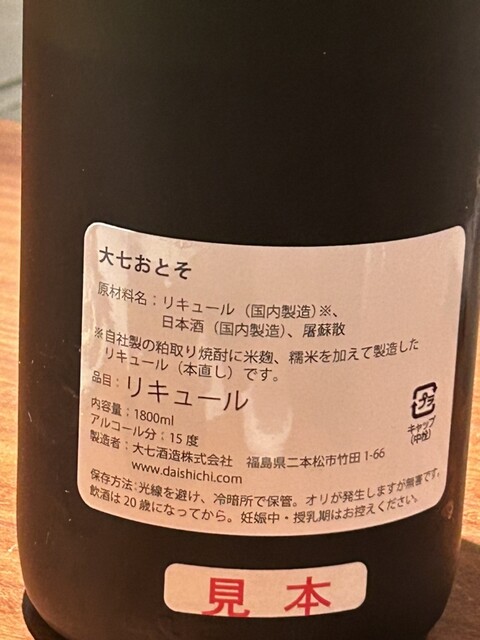 大七おとそ
原材料名：リキュール（国内製造）※、
日本酒（国内製造）、屠蘇散
※自社製の粕取り焼酎に米麹、糯米を加えて製造した
リキュール（本直し）です。
品目：リキュール
内容量：1800ml
アルコール分：15度
製造者：大七酒造株式会社　福島県二本松市竹田1-66
www.daishichi.com
保存方法：光線を避け、冷暗所で保管。オリが発生しますが無害です。
飲酒は20歳になってから。妊娠中・授乳期はお控えください。
プラ
キャップ
（中栓）
見本